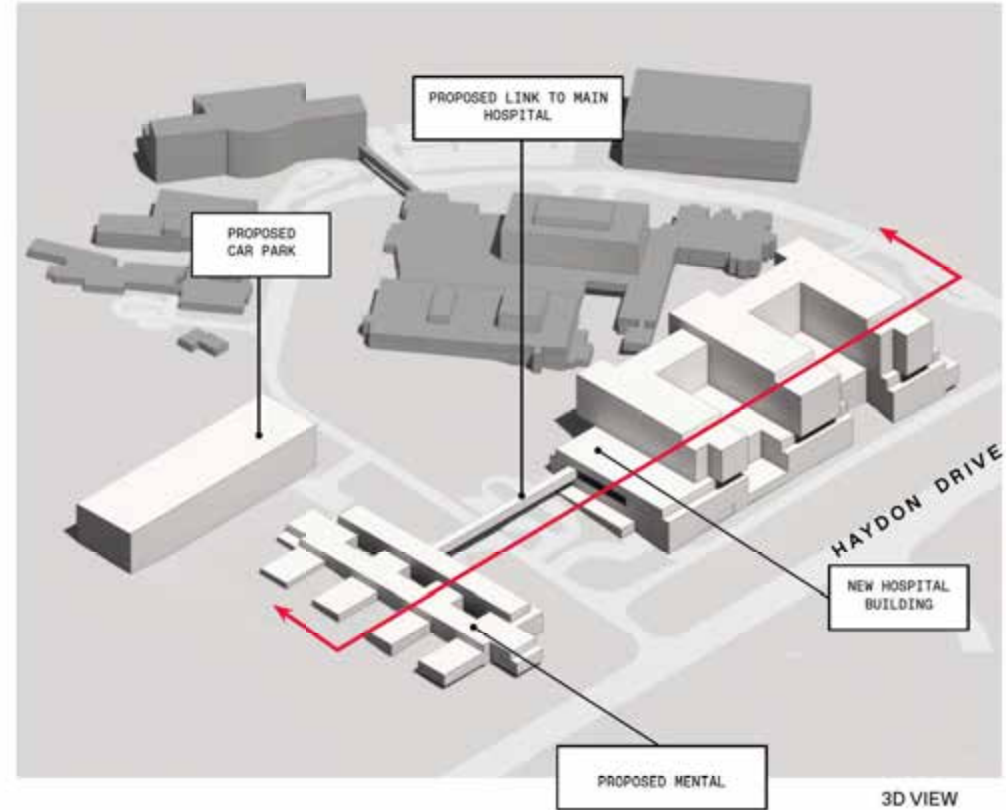 PROPOSED LINK TO MAIN
HOSPITAL
PROPOSED
CAR PARK
HAYDON DRIVE
NEW HOSPITAL
BUILDING
PROPOSED MENTAL
3D VIEW